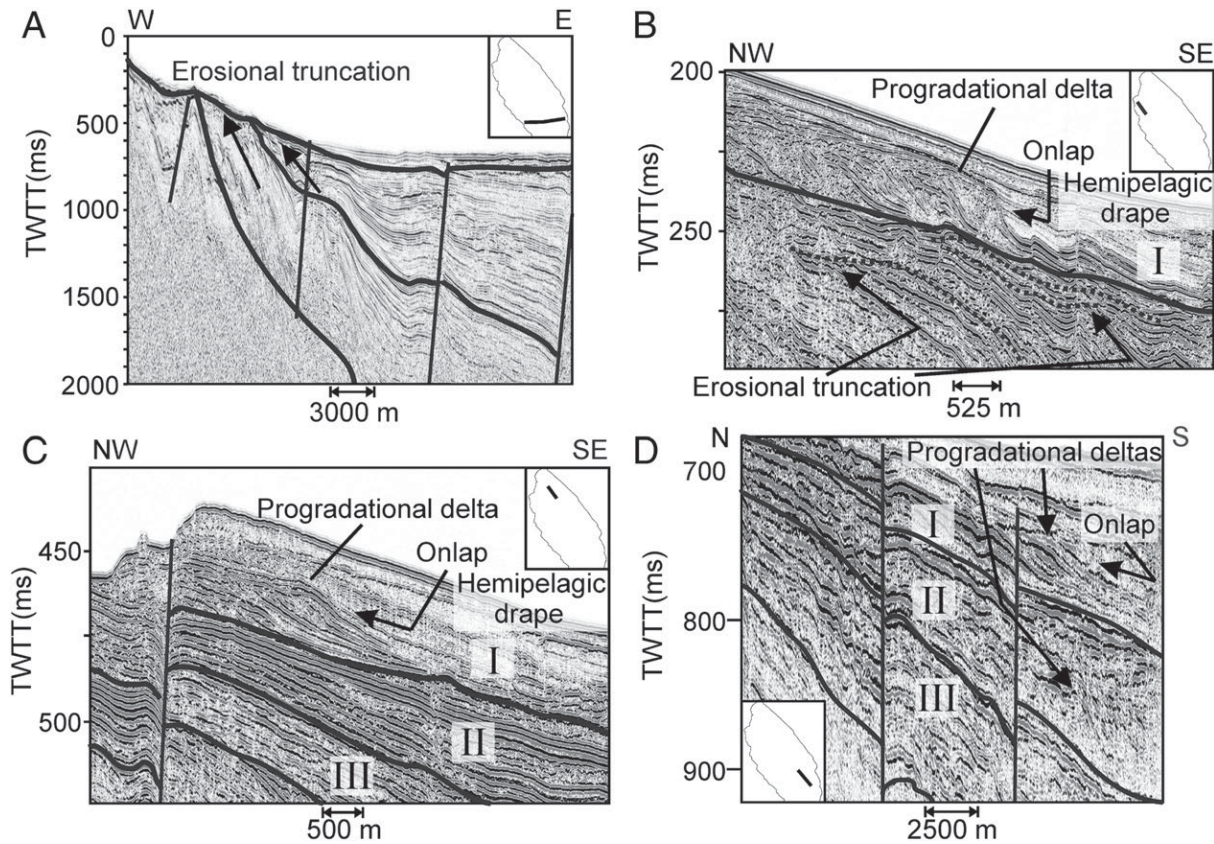 A
W
E
0
500
1000
1500
2000
TWTT(ms)
Erosional truncation
3000 m
B
NW
SE
200
250
TWTT(ms)
Progradational delta
Onlap
Hemipelagic
drape
I
Erosional truncation
525 m
C
NW
SE
450
500
TWTT(ms)
Progradational delta
Onlap
Hemipelagic
drape
I
II
III
500 m
D
N
S
700
800
900
TWTT(ms)
Progradational deltas
Onlap
I
II
III
2500 m